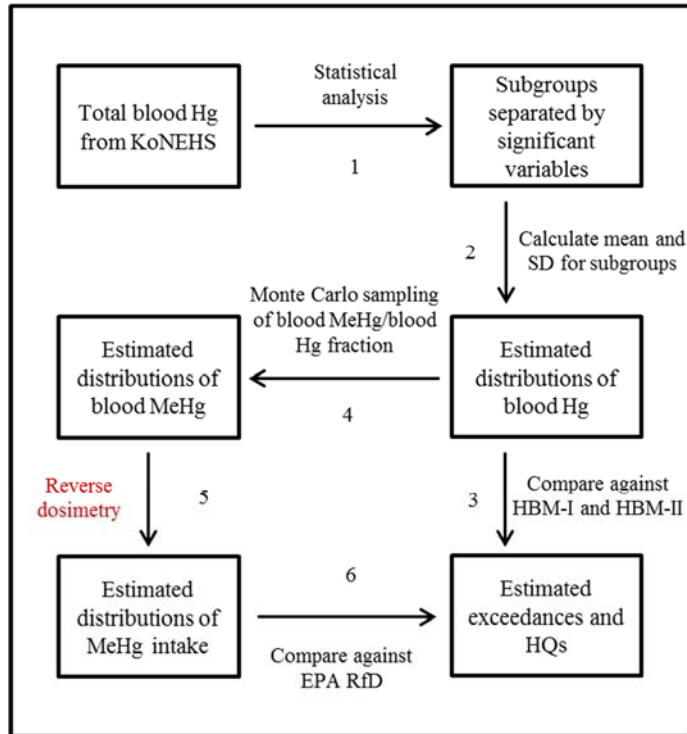 Total blood Hg
from KoNEHS
Statistical
analysis
1
Subgroups
separated by
significant
variables
2
Calculate mean and
SD for subgroups
Estimated
distributions of
blood Hg
Monte Carlo sampling
of blood MeHg/blood
Hg fraction
4
Estimated
distributions of
blood MeHg
3
Compare against
HBM-I and HBM-II
Reverse
dosimetry
5
Estimated
distributions of
MeHg intake
6
Compare against
EPA RfD
Estimated
exceedances and
HQs